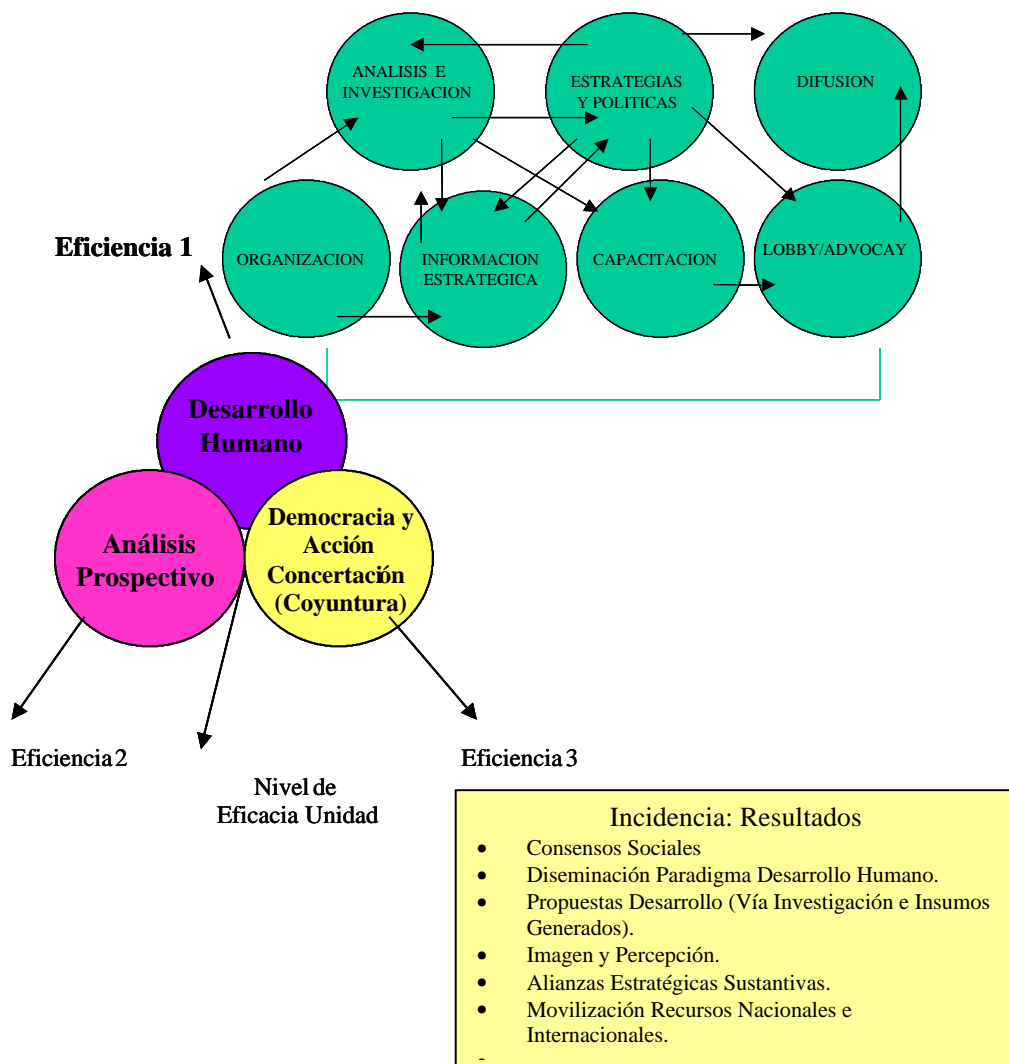 ANALISIS E
INVESTIGACION
ESTRATEGIAS
Y POLITICAS
DIFUSION
Eficiencia 1
ORGANIZACION
INFORMACION
ESTRATEGICA
CAPACITACION
LOBBY/ADVOCAY
Desarrollo
Humano
Análisis
Prospectivo
Democracia y
Acción
Concertación
(Coyuntura)
Eficiencia 2
Nivel de
Eficacia Unidad
Eficiencia 3
Incidencia: Resultados
• Consensos Sociales
• Diseminación Paradigma Desarrollo Humano.
• Propuestas Desarrollo (Vía Investigación e Insumos
Generados).
• Imagen y Percepción.
• Alianzas Estratégicas Sustantivas.
• Movilización Recursos Nacionales e
Internacionales.
•